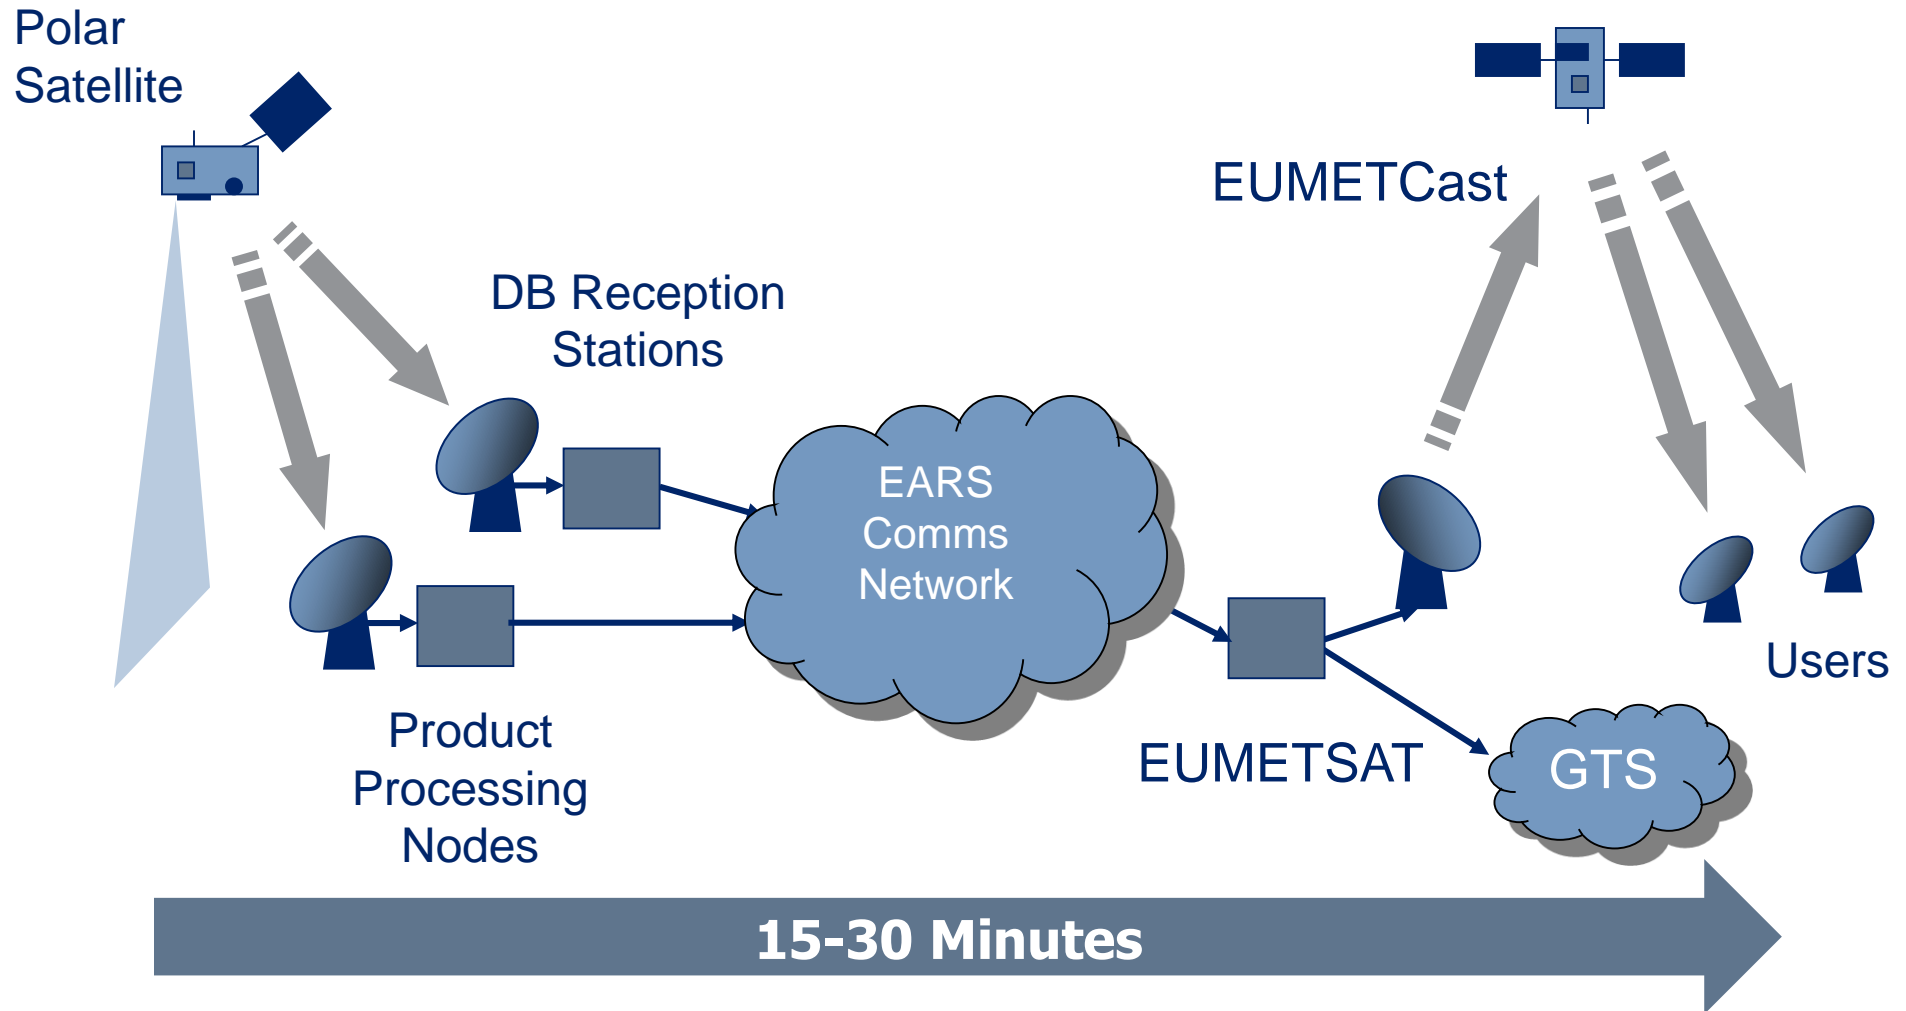 Polar
Satellite
EUMETCast
DB Reception
Stations
EARS
Comms
Network
Users
Product
Processing
Nodes
EUMETSAT
GTS
15-30 Minutes